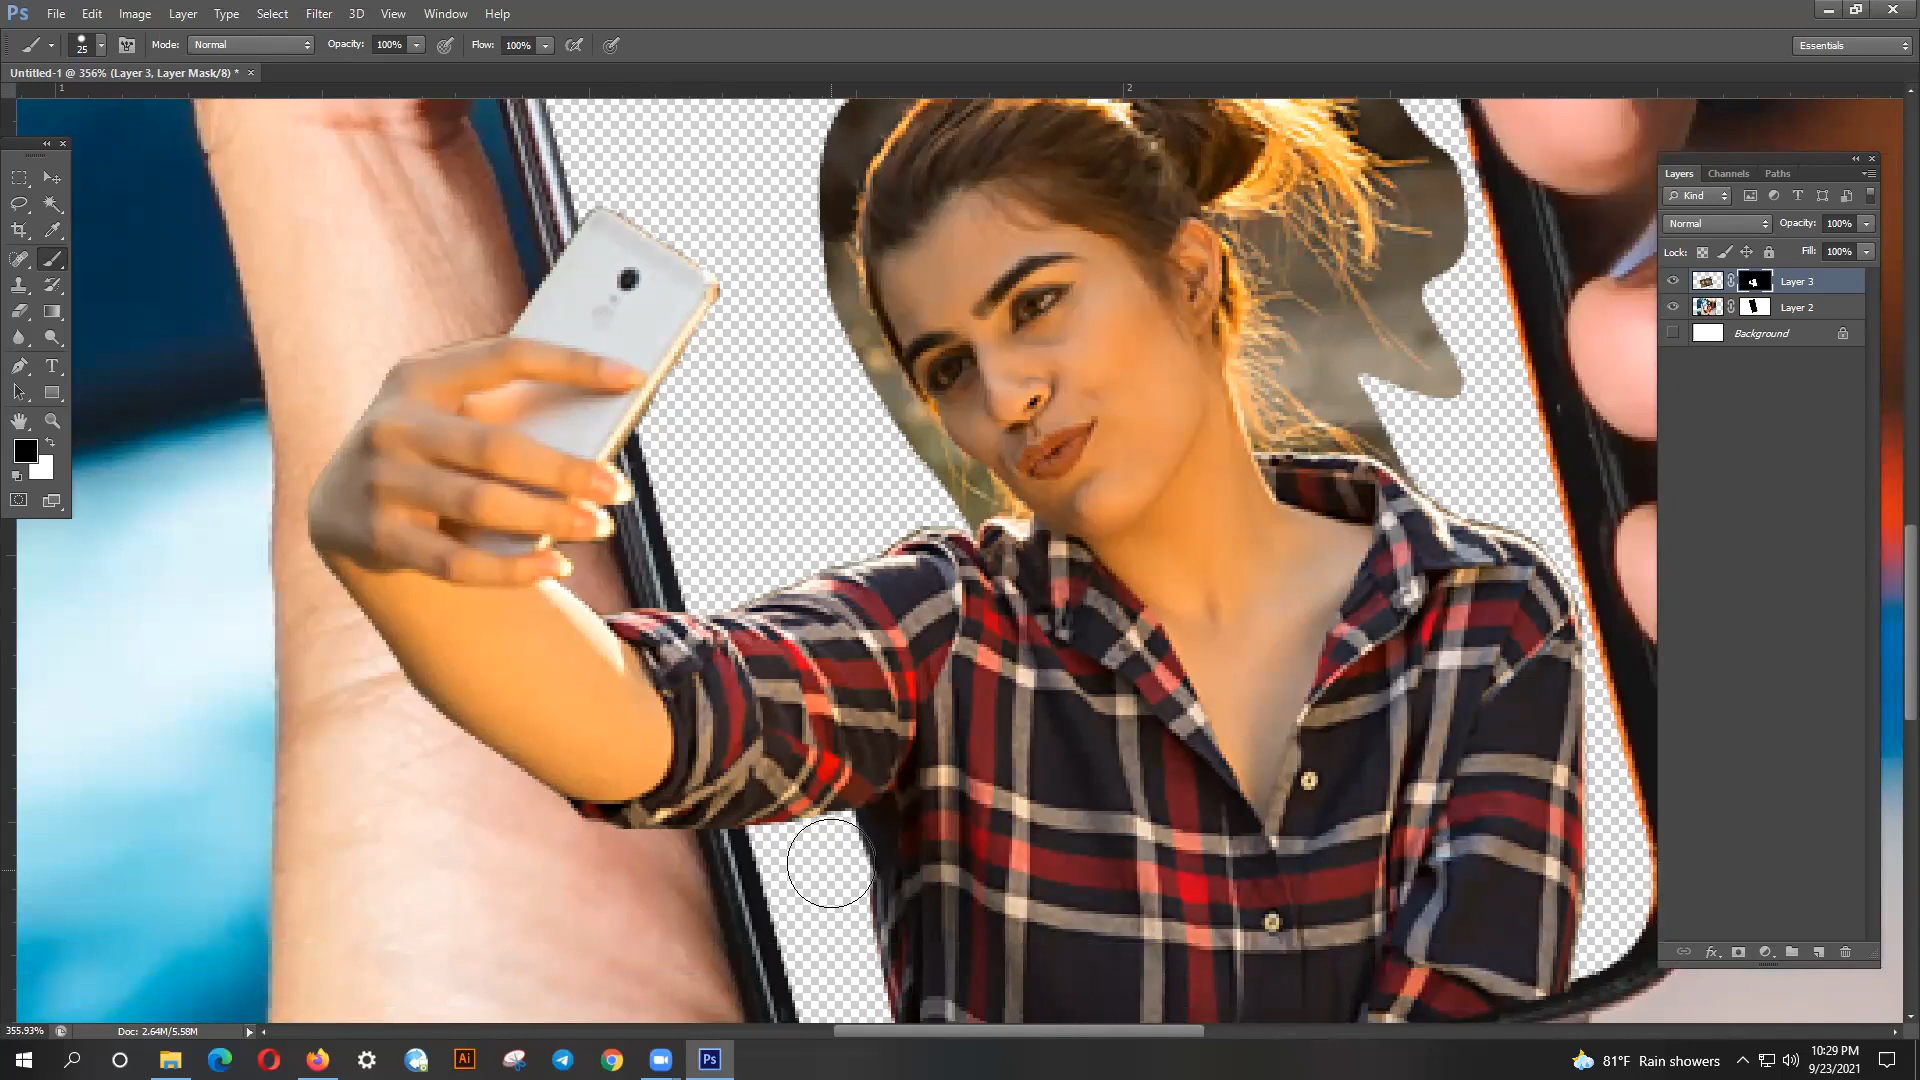 Ps File Edit Image Layer Type Select Filter 3D View Window Help
25 Mode: Normal Opacity: 100% Flow: 100% Essentials
Untitled-1 @ 356% (Layer 3, Layer Mask/8) * ×
1 2
Layers Channels Paths
Kind T
Normal Opacity: 100%
Lock: Fill: 100%
Layer 3
Layer 2
Background
T
fx
355.93% Doc: 2.64M/5.58M
Ai Ps 81°F Rain showers 10:29 PM
9/23/2021